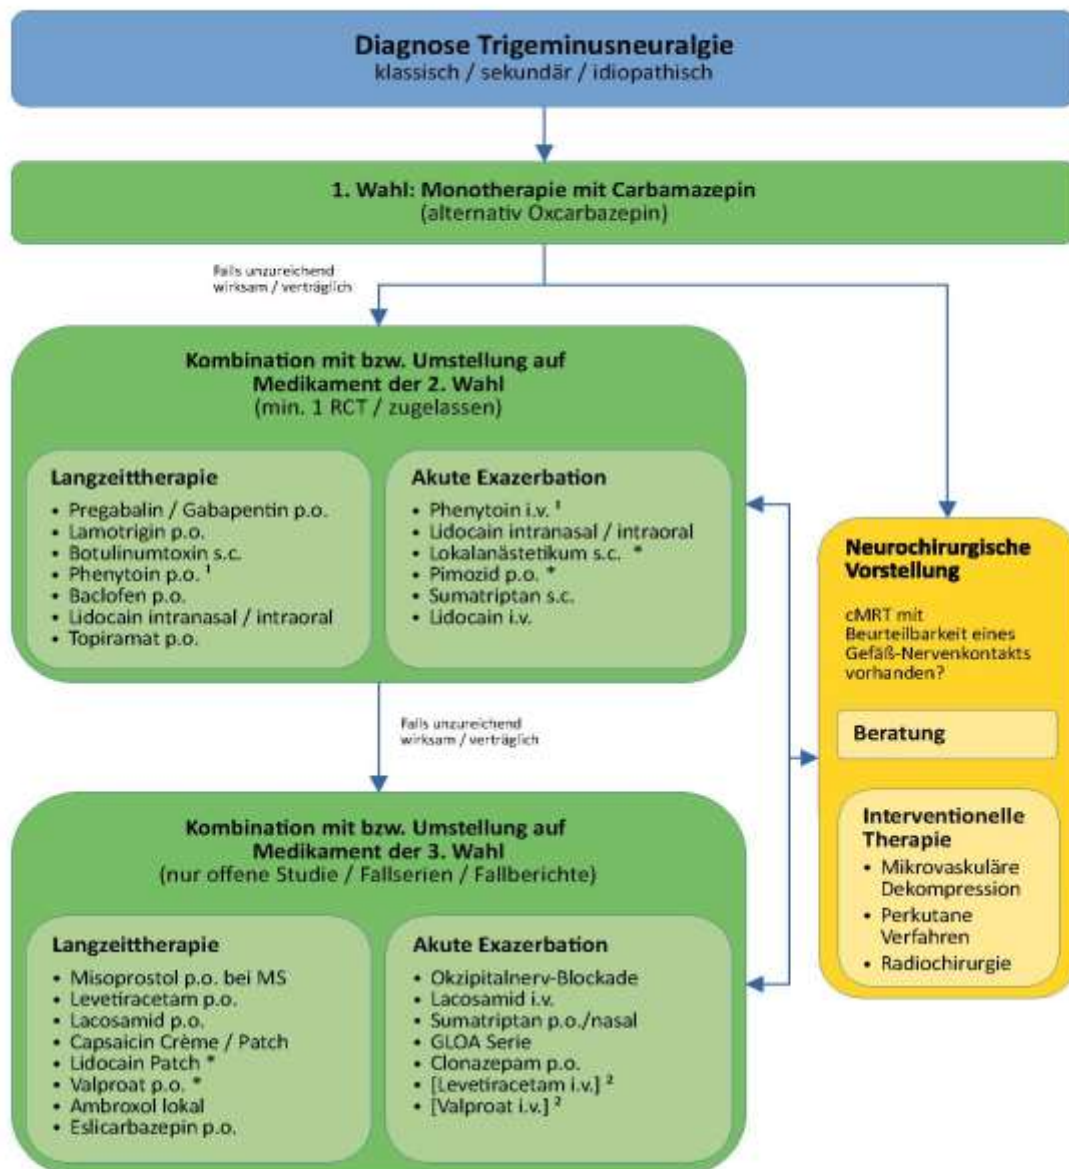 Diagnose Trigeminusneuralgie
klassisch / sekundär / idiopathisch
1. Wahl: Monotherapie mit Carbamazepin
(alternativ Oxcarbazepin)
Falls unzureichend
wirksam / verträglich
Kombination mit bzw. Umstellung auf
Medikament der 2. Wahl
(min. 1 RCT / zugelassen)
Langzeittherapie
• Pregabalin / Gabapentin p.o.
• Lamotrigin p.o.
• Botulinumtoxin s.c.
• Phenytoin p.o. ¹
• Baclofen p.o.
• Lidocain intranasal / intraoral
• Topiramat p.o.
Akute Exazerbation
• Phenytoin i.v. ¹
• Lidocain intranasal / intraoral
• Lokalanästetikum s.c. *
• Pimozid p.o. *
• Sumatriptan s.c.
• Lidocain i.v.
Falls unzureichend
wirksam / verträglich
Kombination mit bzw. Umstellung auf
Medikament der 3. Wahl
(nur offene Studie / Fallserien / Fallberichte)
Langzeittherapie
• Misoprostol p.o. bei MS
• Levetiracetam p.o.
• Lacosamid p.o.
• Capsaicin Crème / Patch
• Lidocain Patch *
• Valproat p.o. *
• Ambroxol lokal
• Eslicarbazepin p.o.
Akute Exazerbation
• Okzipitalnerv-Blockade
• Lacosamid i.v.
• Sumatriptan p.o./nasal
• GLOA Serie
• Clonazepam p.o.
• [Levetiracetam i.v.] ²
• [Valproat i.v.] ²
Neurochirurgische
Vorstellung
cMRT mit
Beurteilbarkeit eines
Gefäß-Nervenkontakts
vorhanden?
Beratung
Interventionelle
Therapie
• Mikrovaskuläre
Dekompression
• Perkutane
Verfahren
• Radiochirurgie